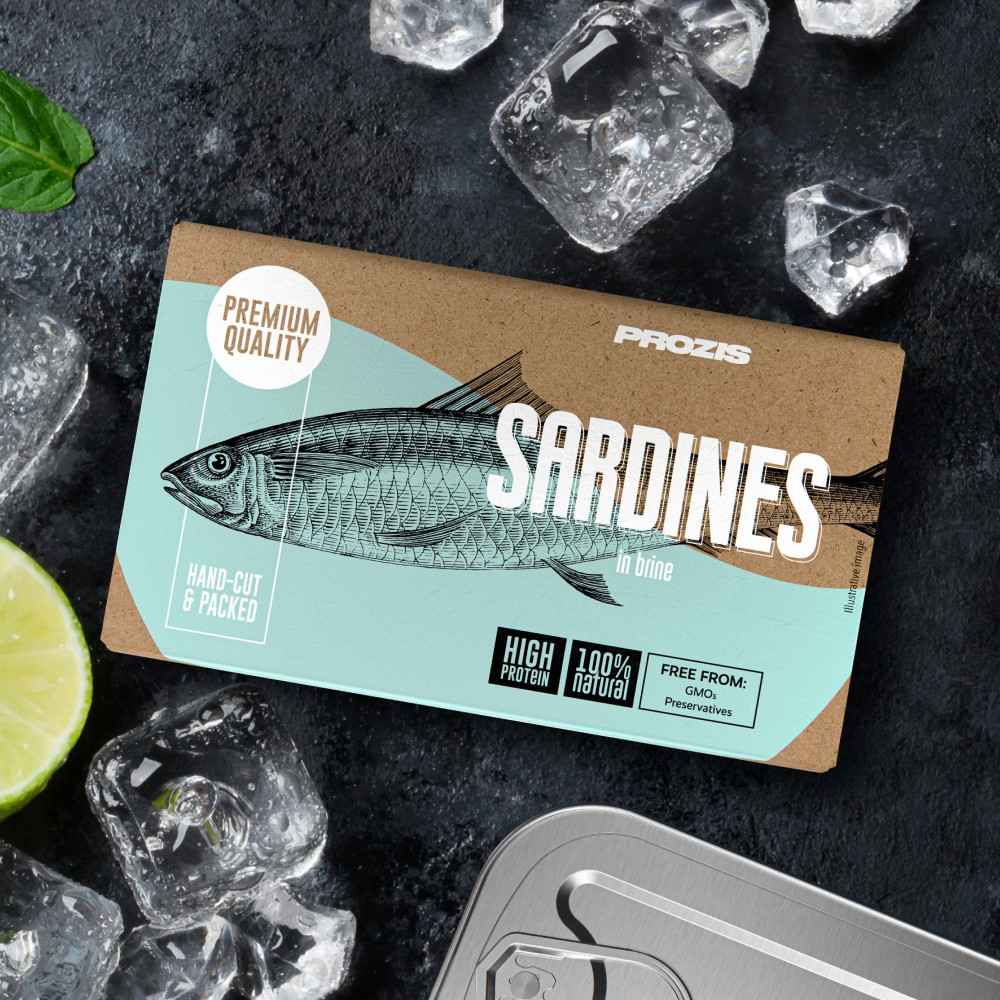 PREMIUM
QUALITY
PROZIS
SARDINES
in brine
Illustrative image
HAND-CUT
& PACKED
HIGH
PROTEIN
100%
natural
FREE FROM:
GMOs
Preservatives